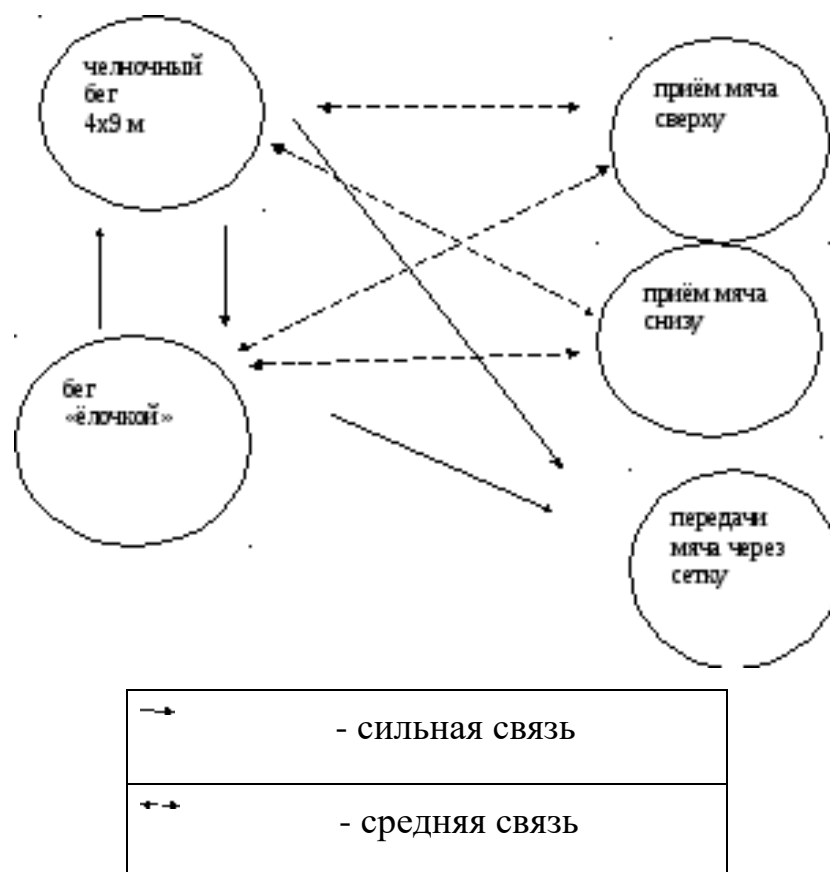 челночный
бег
4х9 м
приём мяча
сверху
приём мяча
снизу
бег
«ёлочкой»
передачи
мяча через
сетку
- сильная связь
- средняя связь